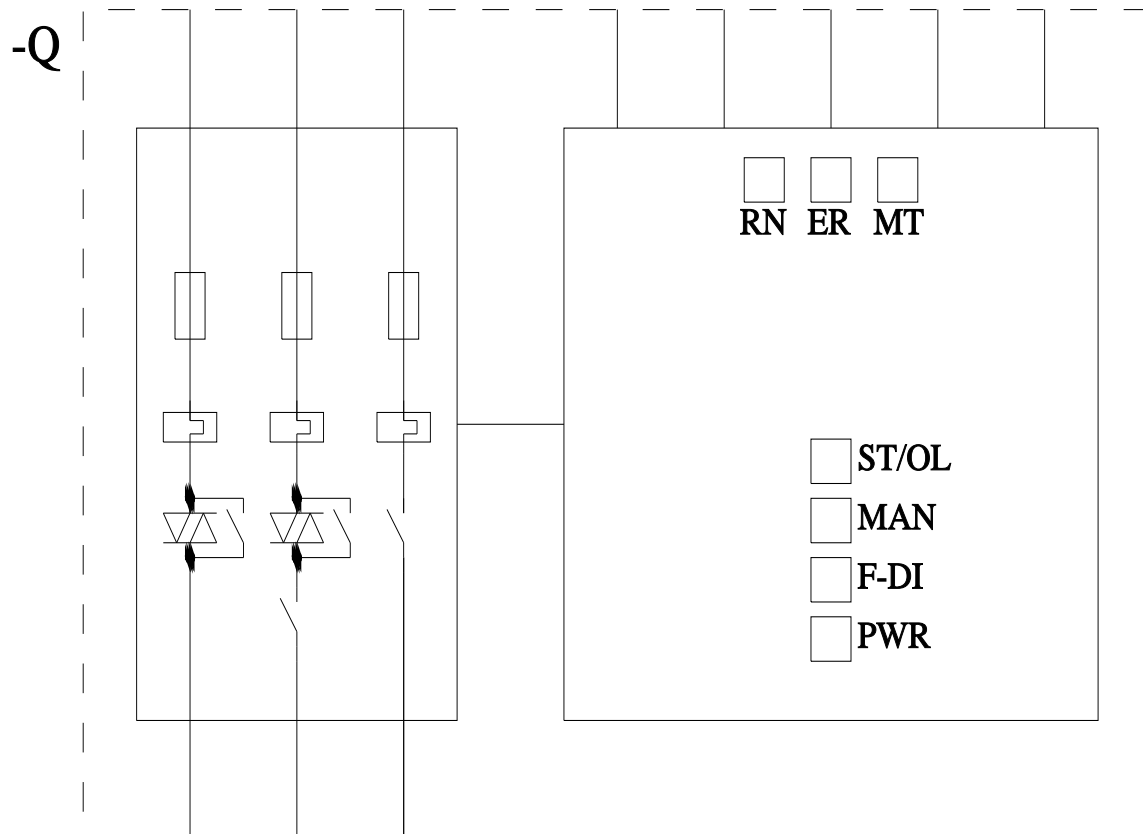 -Q
RN ER MT
ST/OL
MAN
F-DI
PWR